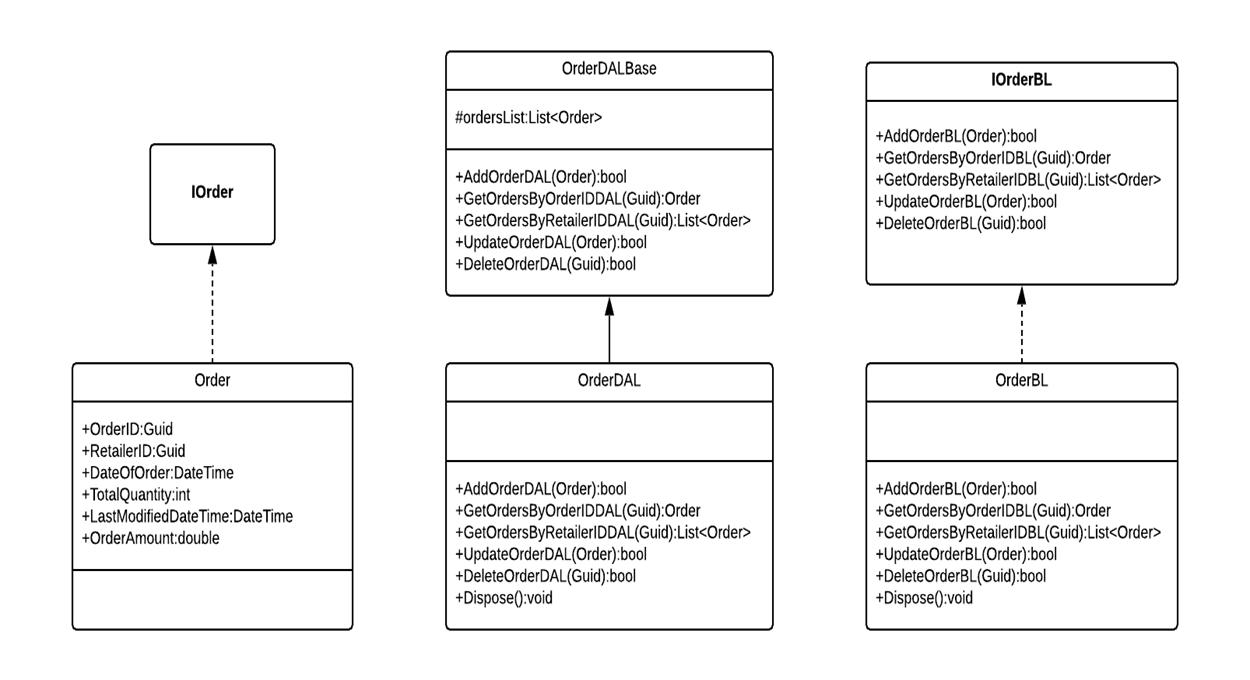 IOrder
Order
+OrderID:Guid
+RetailerID:Guid
+DateOfOrder:DateTime
+TotalQuantity:int
+LastModifiedDateTime:DateTime
+OrderAmount:double
OrderDALBase
#ordersList:List<Order>
+AddOrderDAL(Order):bool
+GetOrdersByOrderIDDAL(Guid):Order
+GetOrdersByRetailerIDDAL(Guid):List<Order>
+UpdateOrderDAL(Order):bool
+DeleteOrderDAL(Guid):bool
OrderDAL
+AddOrderDAL(Order):bool
+GetOrdersByOrderIDDAL(Guid):Order
+GetOrdersByRetailerIDDAL(Guid):List<Order>
+UpdateOrderDAL(Order):bool
+DeleteOrderDAL(Guid):bool
+Dispose():void
IOrderBL
+AddOrderBL(Order):bool
+GetOrdersByOrderIDBL(Guid):Order
+GetOrdersByRetailerIDBL(Guid):List<Order>
+UpdateOrderBL(Order):bool
+DeleteOrderBL(Guid):bool
OrderBL
+AddOrderBL(Order):bool
+GetOrdersByOrderIDBL(Guid):Order
+GetOrdersByRetailerIDBL(Guid):List<Order>
+UpdateOrderBL(Order):bool
+DeleteOrderBL(Guid):bool
+Dispose():void